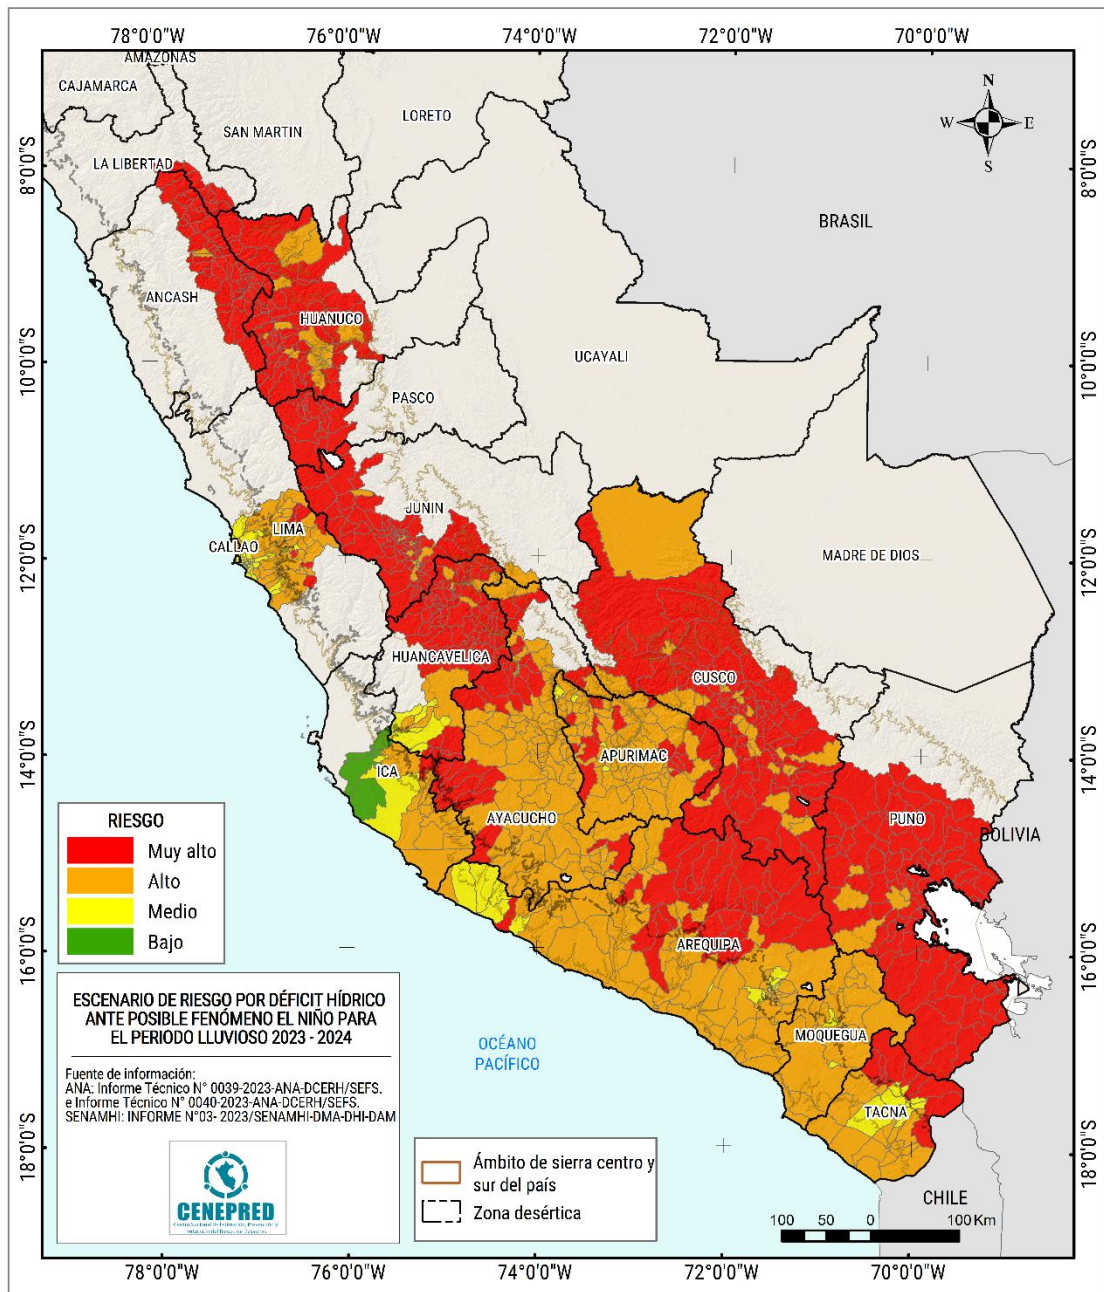 78°0'0"W 76°0'0"W 74°0'0"W 72°0'0"W 70°0'0"W
8°0'0"S
10°0'0"S
12°0'0"S
14°0'0"S
16°0'0"S
18°0'0"S
AMAZONAS
CAJAMARCA
LORETO
SAN MARTIN
LA LIBERTAD
N
W E
S
BRASIL
ANCASH
HUANUCO
UCAYALI
PASCO
JUNIN
LIMA
CALLAO
MADRE DE DIOS
HUANCAVELICA
CUSCO
APURIMAC
ICA
AYACUCHO
PUNO
BOLIVIA
AREQUIPA
MOQUEGUA
TACNA
CHILE
OCÉANO
PACÍFICO
RIESGO
Muy alto
Alto
Medio
Bajo
ESCENARIO DE RIESGO POR DÉFICIT HÍDRICO
ANTE POSIBLE FENÓMENO EL NIÑO PARA
EL PERIODO LLUVIOSO 2023 - 2024
Fuente de información:
ANA: Informe Técnico N° 0039-2023-ANA-DCERH/SEFS.
e Informe Técnico N° 0040-2023-ANA-DCERH/SEFS.
SENAMHI: INFORME N°03- 2023/SENAMHI-DMA-DHI-DAM
CENEPRED
Ámbito de sierra centro y
sur del país
Zona desértica
100 50 0 100 Km
8°0'0"S
10°0'0"S
12°0'0"S
14°0'0"S
16°0'0"S
18°0'0"S
78°0'0"W 76°0'0"W 74°0'0"W 72°0'0"W 70°0'0"W